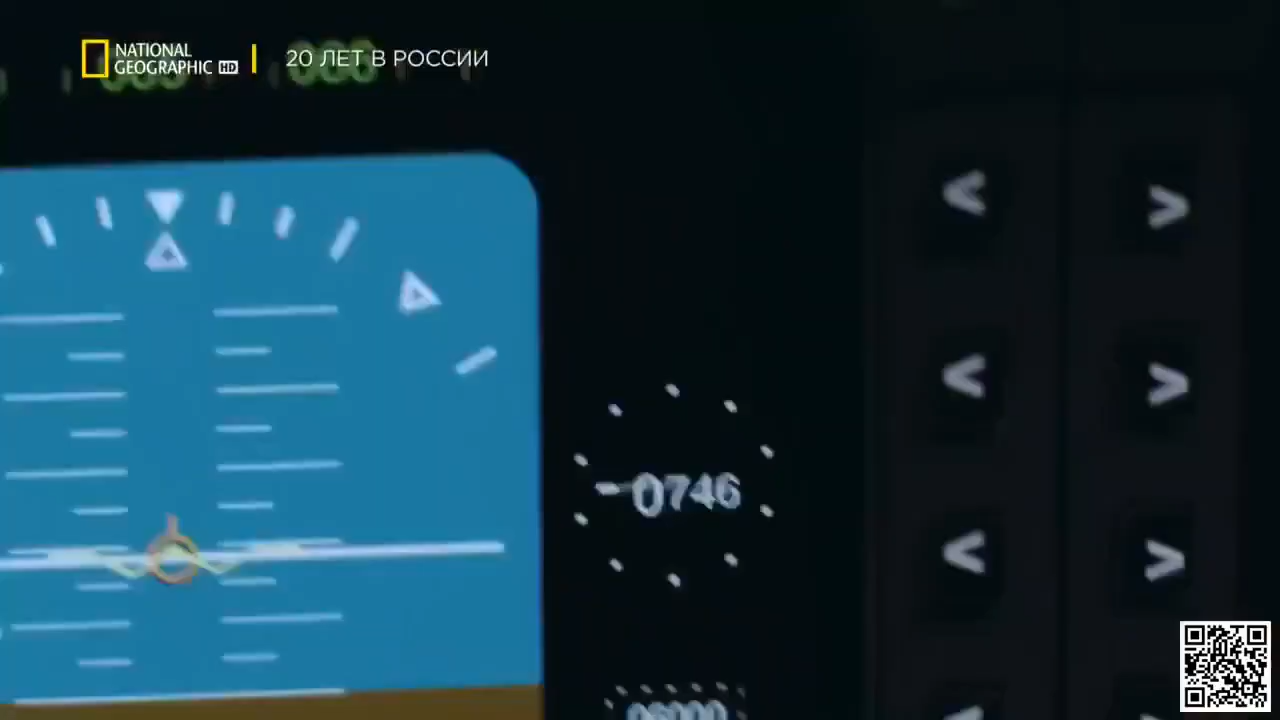 NATIONAL
GEOGRAPHIC HD
20 ЛЕТ В РОССИИ
< >
< >
0746
< >